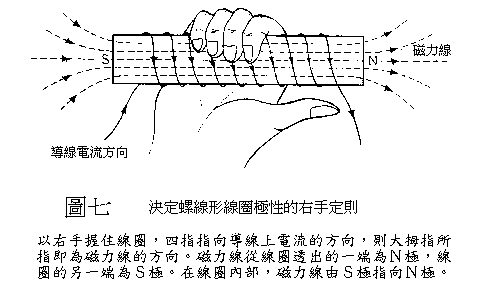 S
N
磁力線
導線電流方向
圖七 決定螺線形線圈極性的右手定則
以右手握住線圈，四指指向導線上電流的方向，則大拇指所
指即為磁力線的方向。磁力線從線圈透出的一端為N極，線
圈的另一端為S極。在線圈內部，磁力線由S極指向N極。